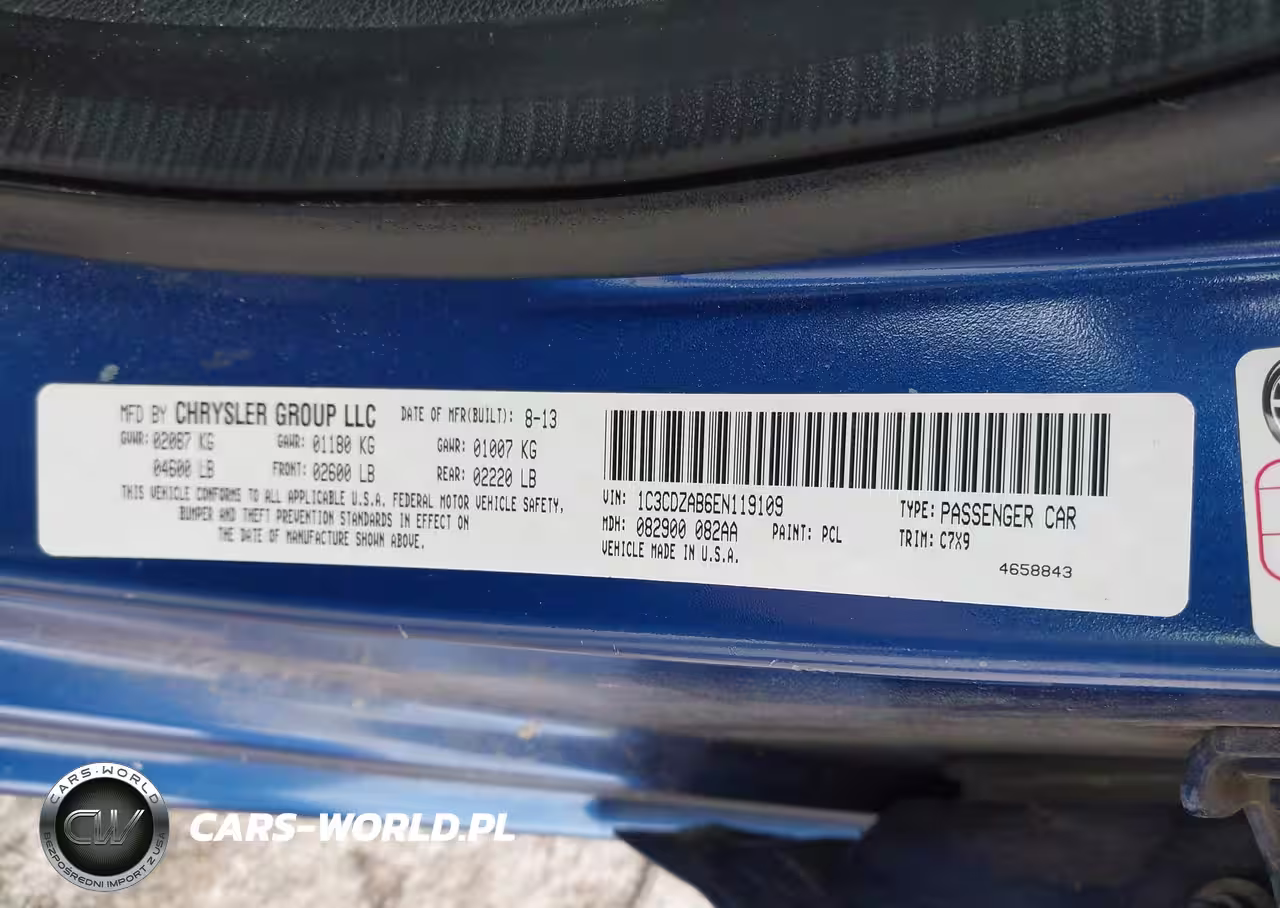 MFD BY CHRYSLER GROUP LLC DATE OF MFR(BUILT): 8-13
GVWR: 02087 KG GAWR: 01180 KG GAWR: 01007 KG
04600 LB FRONT: 02600 LB REAR: 02220 LB
THIS VEHICLE CONFORMS TO ALL APPLICABLE U.S.A. FEDERAL MOTOR VEHICLE SAFETY,
BUMPER AND THEFT PREVENTION STANDARDS IN EFFECT ON
THE DATE OF MANUFACTURE SHOWN ABOVE.
VIN: 1C3CDZAB6EN119109 TYPE: PASSENGER CAR
MDH: 082900 082AA PAINT: PCL TRIM: C7X9
VEHICLE MADE IN U.S.A.
4658843
CARS-WORLD
CW
BEZPOŚREDNI IMPORT Z USA
CARS-WORLD.PL